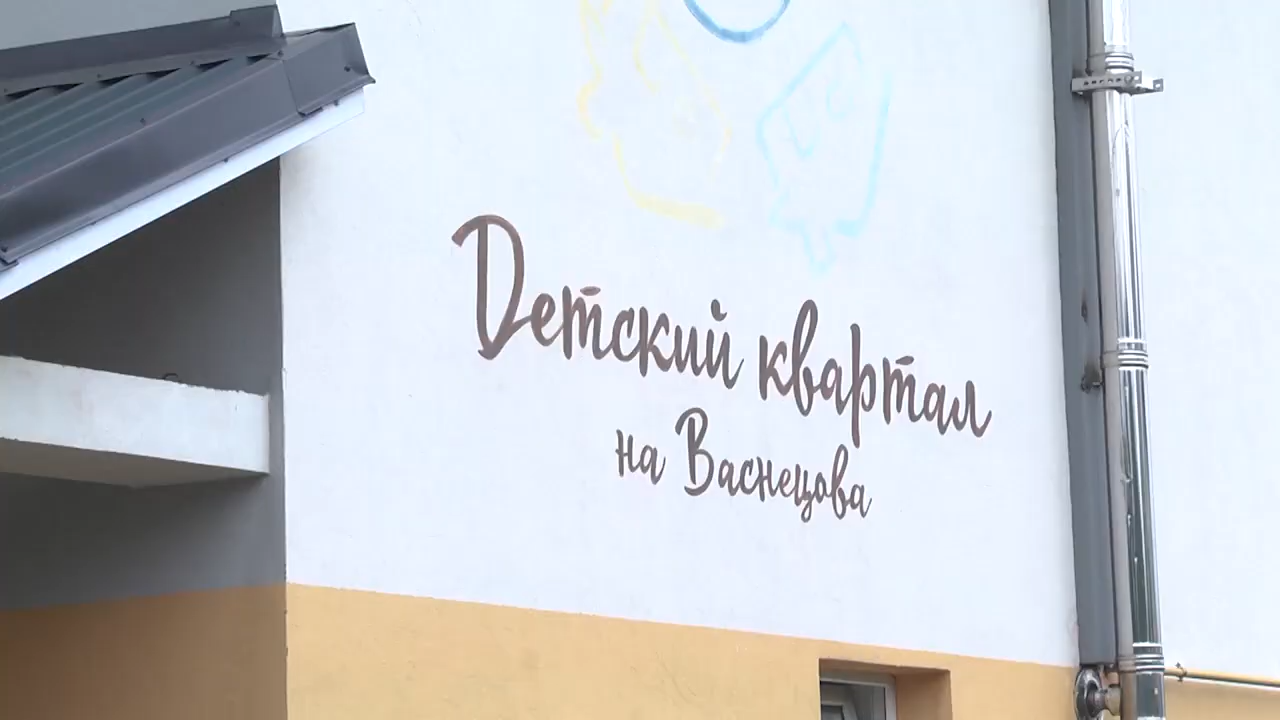 Детский квартал
на Васнецова